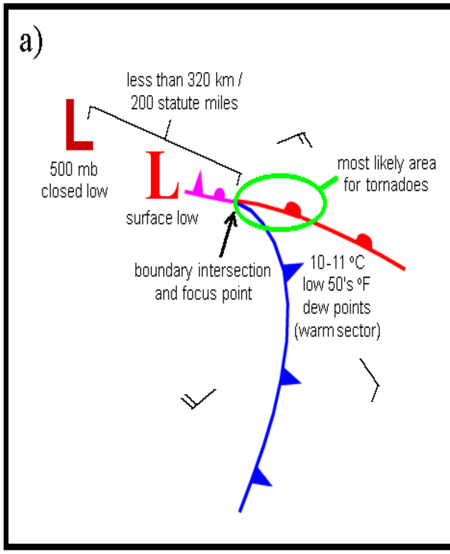 a)
less than 320 km /
200 statute miles
L
500 mb
closed low
L
surface low
most likely area
for tornadoes
boundary intersection
and focus point
10-11 ºC
low 50's ºF
dew points
(warm sector)